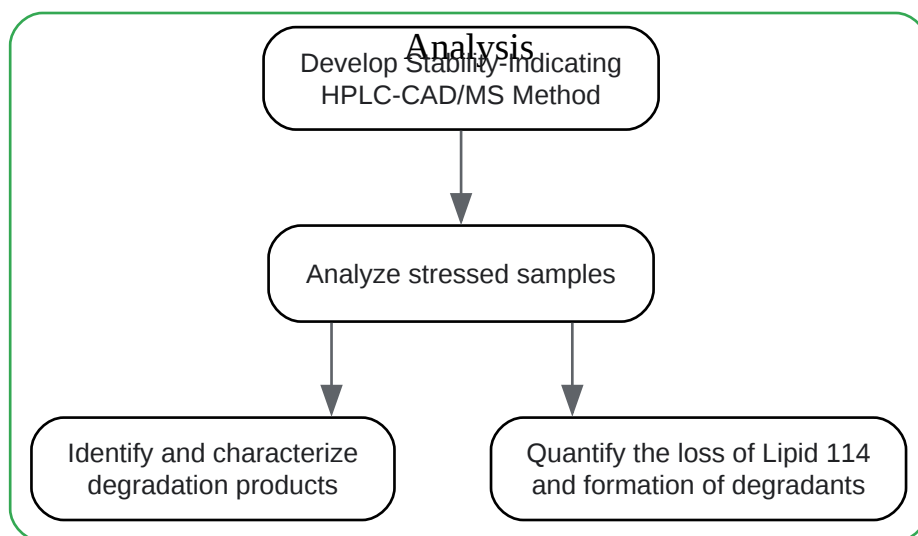 Analysis
Develop Stability-Indicating
HPLC-CAD/MS Method
Analyze stressed samples
Identify and characterize
degradation products
Quantify the loss of Lipid 114
and formation of degradants